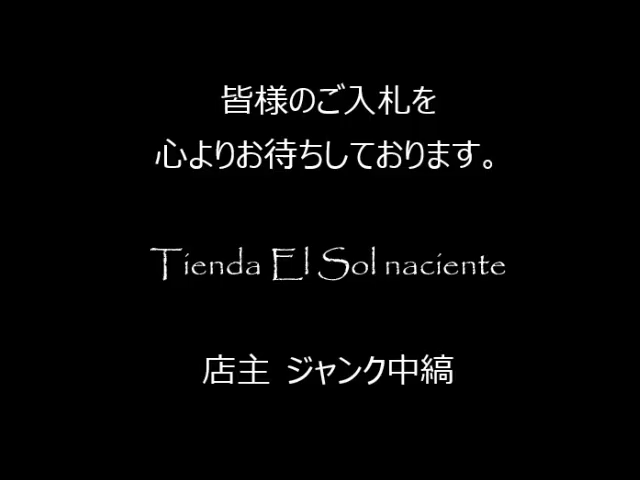 皆様のご入札を
心よりお待ちしております。
Tienda El Sol naciente
店主 ジャンク中縞